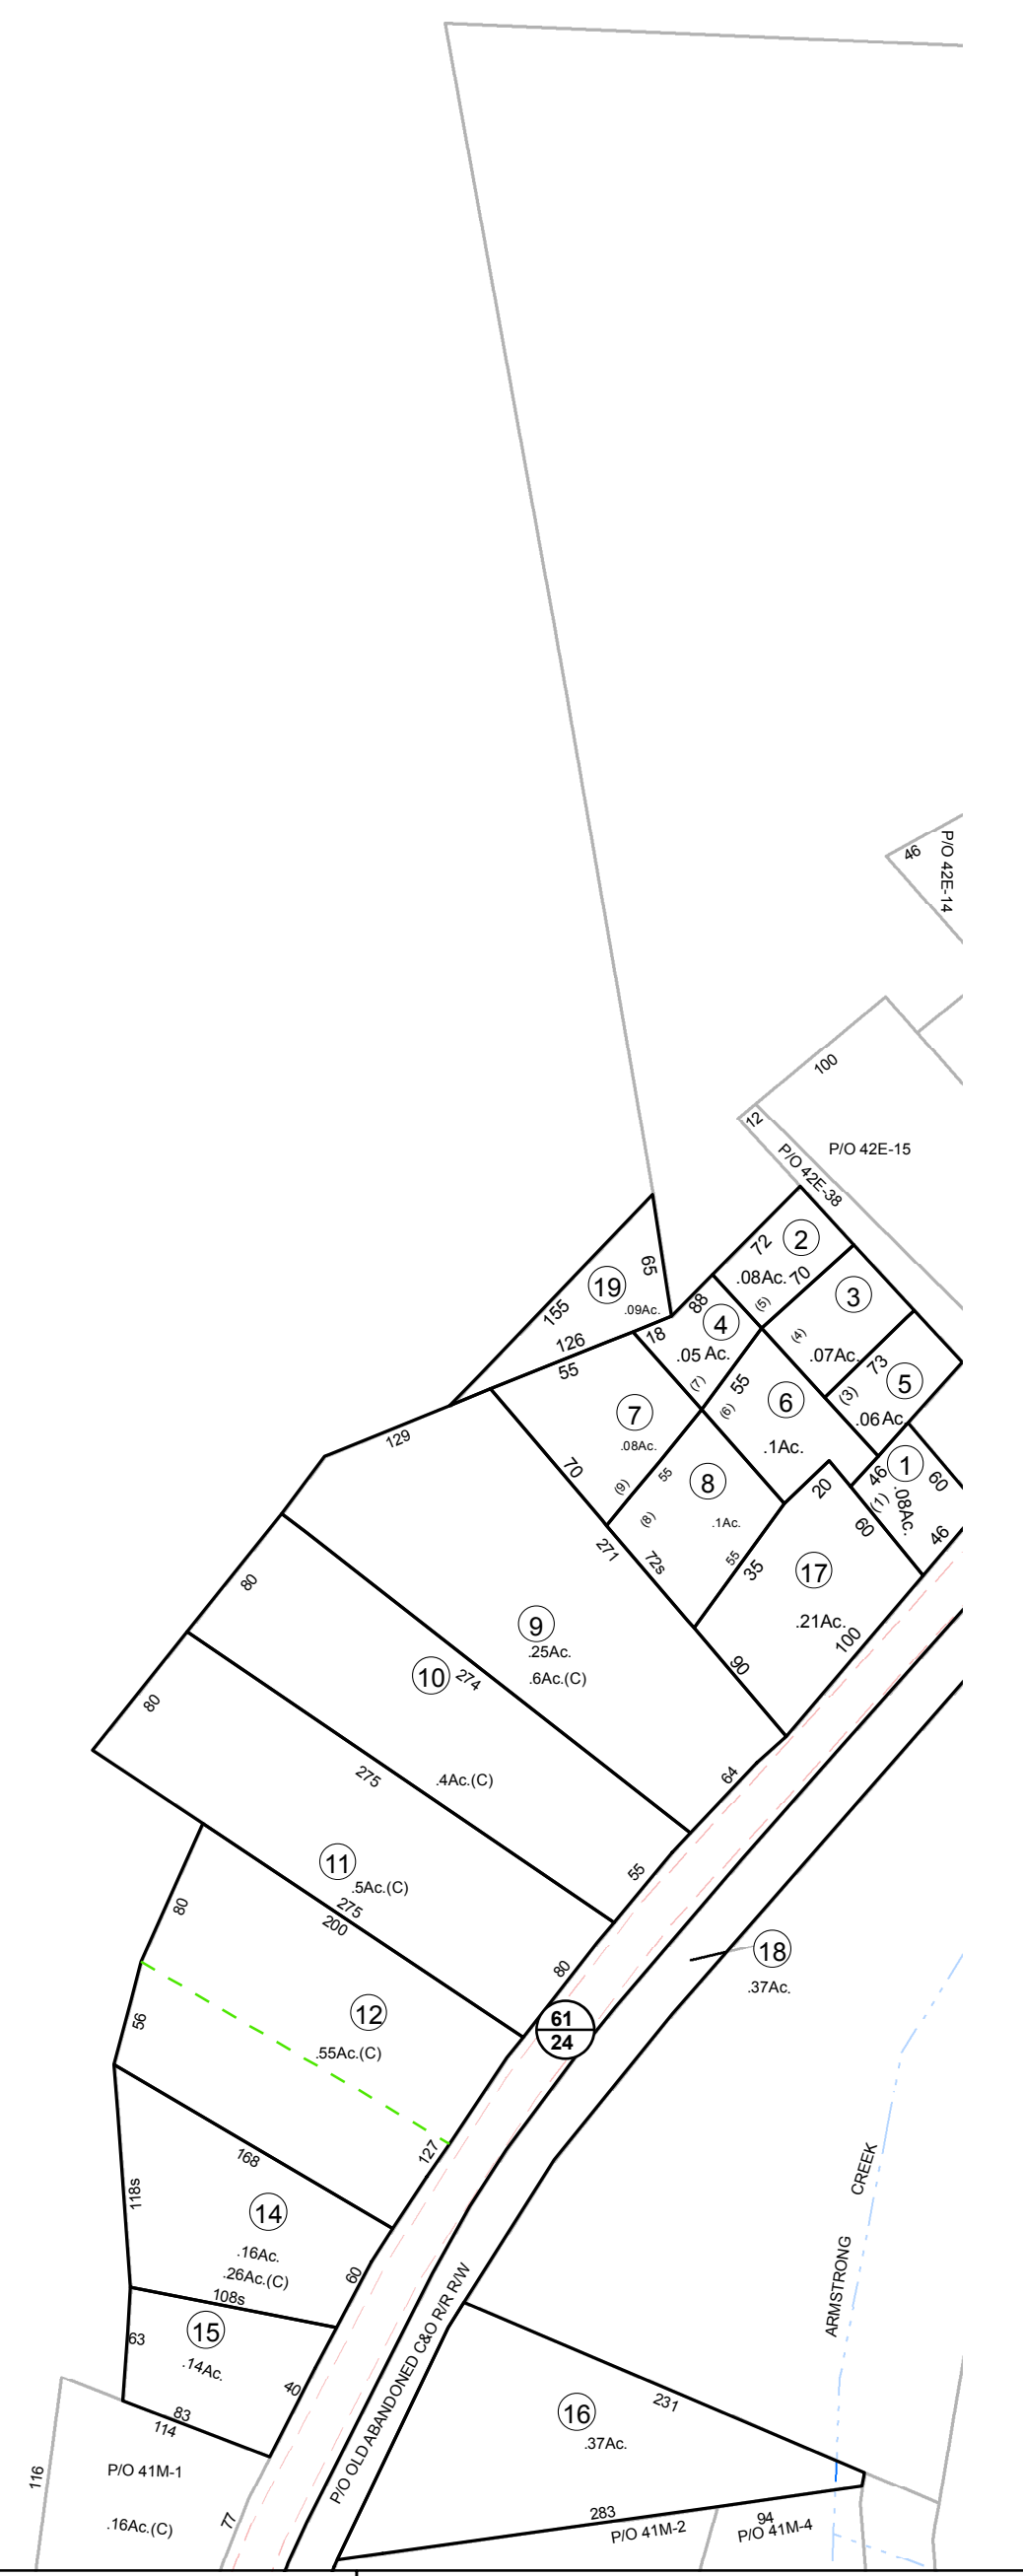 46
P/O 42E-14
100
12
P/O 42E-15
P/O 42E-38
2
72
.08Ac.
70
(5)
65
19
.09Ac.
155
126
88
3
(4)
.07Ac.
18
4
.05 Ac.
(7)
73
5
(3)
.06 Ac.
55
7
.08Ac.
55
(6)
6
.1Ac.
129
70
(9)
55
8
(8)
.1Ac.
46
1
(1)
.08Ac.
60
46
20
60
271
72s
55
35
17
.21Ac.
100
90
80
9
.25Ac.
.6Ac.(C)
10
274
80
275
.4Ac.(C)
64
55
11
.5Ac.(C)
275
200
80
80
18
.37Ac.
61
24
56
12
.55Ac.(C)
127
168
118s
14
.16Ac.
.26Ac.(C)
60
108s
CREEK
ARMSTRONG
63
15
.14Ac.
40
83
114
P/O OLD ABANDONED C&O R/R R/W
231
16
.37Ac.
116
P/O 41M-1
.16Ac.(C)
77
283
P/O 41M-2
94
P/O 41M-4